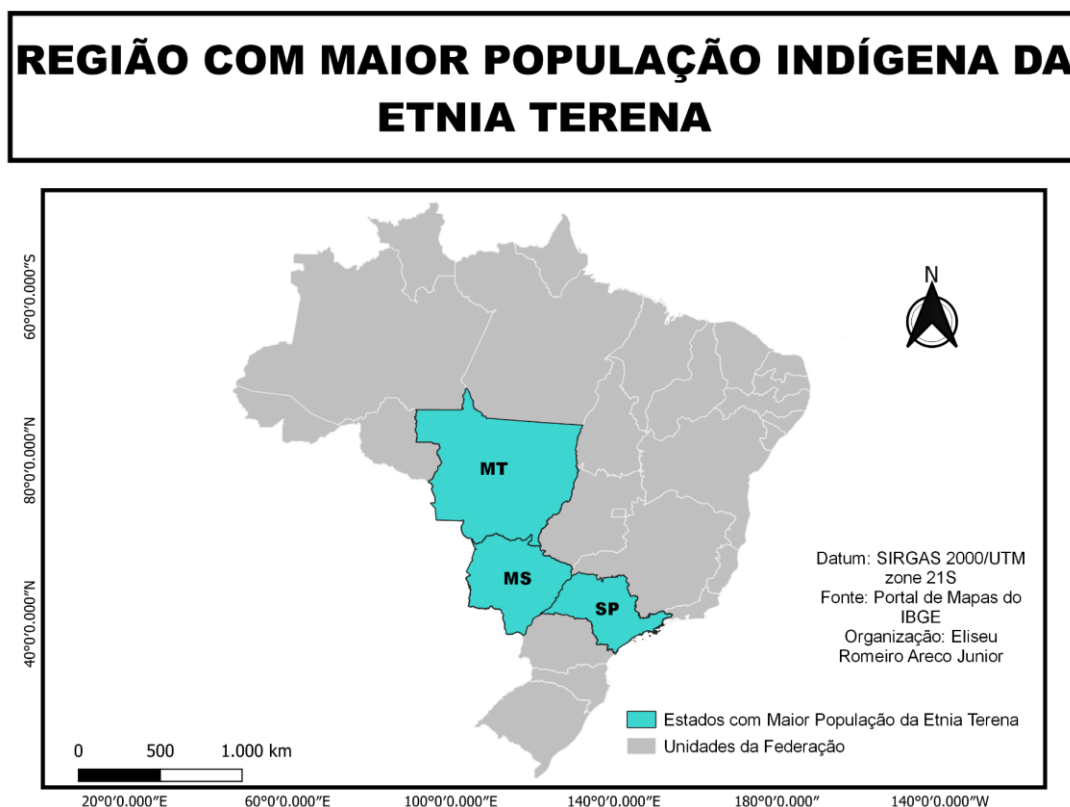 REGIÃO COM MAIOR POPULAÇÃO INDÍGENA DA
ETNIA TERENA
N
60°0'0.000"S
80°0'0.000"N
40°0'0.000"N
MT
MS
SP
Datum: SIRGAS 2000/UTM
zone 21S
Fonte: Portal de Mapas do
IBGE
Organização: Eliseu
Romeiro Areco Junior
Estados com Maior População da Etnia Terena
Unidades da Federação
0 500 1.000 km
20°0'0.000"E 60°0'0.000"E 100°0'0.000"E 140°0'0.000"E 180°0'0.000" 140°0'0.000"W